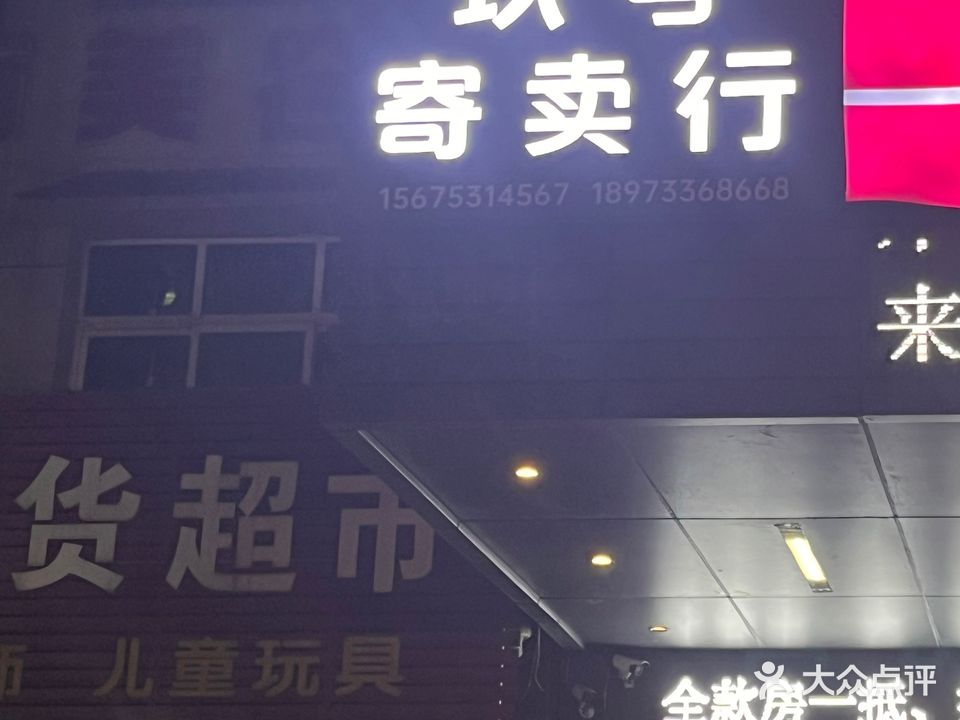 寄卖行
15675314567 18973368668
来
货超市
儿童玩具
全款房一抵、
大众点评